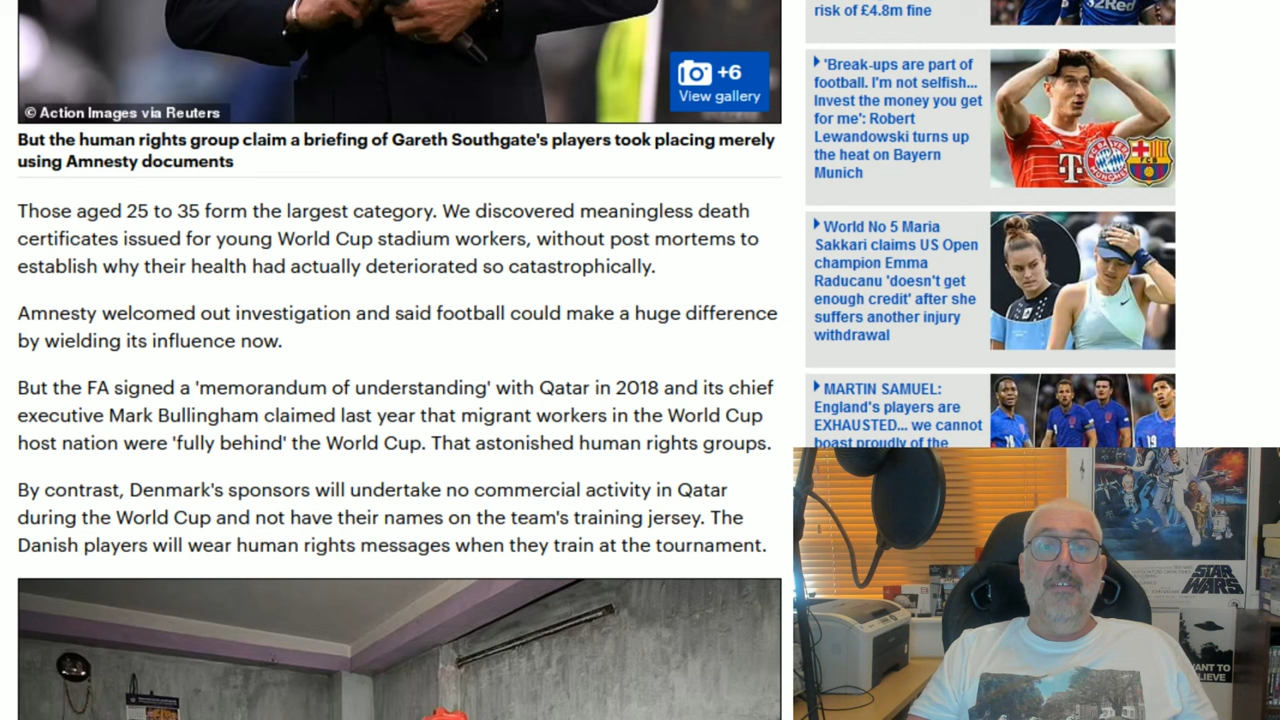 +6
View gallery
© Action Images via Reuters
But the human rights group claim a briefing of Gareth Southgate's players took placing merely
using Amnesty documents
Those aged 25 to 35 form the largest category. We discovered meaningless death
certificates issued for young World Cup stadium workers, without post mortems to
establish why their health had actually deteriorated so catastrophically.
Amnesty welcomed out investigation and said football could make a huge difference
by wielding its influence now.
But the FA signed a 'memorandum of understanding' with Qatar in 2018 and its chief
executive Mark Bullingham claimed last year that migrant workers in the World Cup
host nation were 'fully behind' the World Cup. That astonished human rights groups.
By contrast, Denmark's sponsors will undertake no commercial activity in Qatar
during the World Cup and not have their names on the team's training jersey. The
Danish players will wear human rights messages when they train at the tournament.
risk of £4.8m fine
'Break-ups are part of
football. I'm not selfish...
Invest the money you get
for me': Robert
Lewandowski turns up
the heat on Bayern
Munich
World No 5 Maria
Sakkari claims US Open
champion Emma
Raducanu 'doesn't get
enough credit' after she
suffers another injury
withdrawal
MARTIN SAMUEL:
England's players are
EXHAUSTED... we cannot
boast proudly of the
32Red
T
19
STAR
WARS